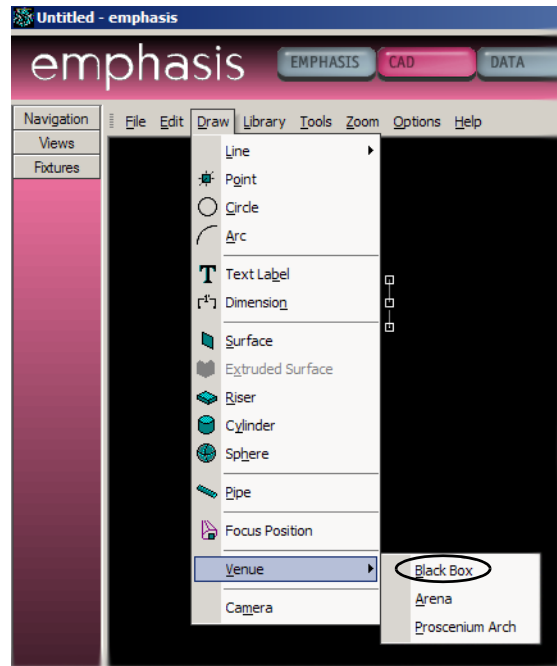 Untitled - emphasis
emphasis
EMPHASIS
CAD
DATA
Navigation
Views
Fixtures
File Edit Draw Library Tools Zoom Options Help
Line
Point
Circle
Arc
T Text Label
"1" Dimension
Surface
Extruded Surface
Riser
Cylinder
Sphere
Pipe
Focus Position
Venue
Camera
Black Box
Arena
Proscenium Arch